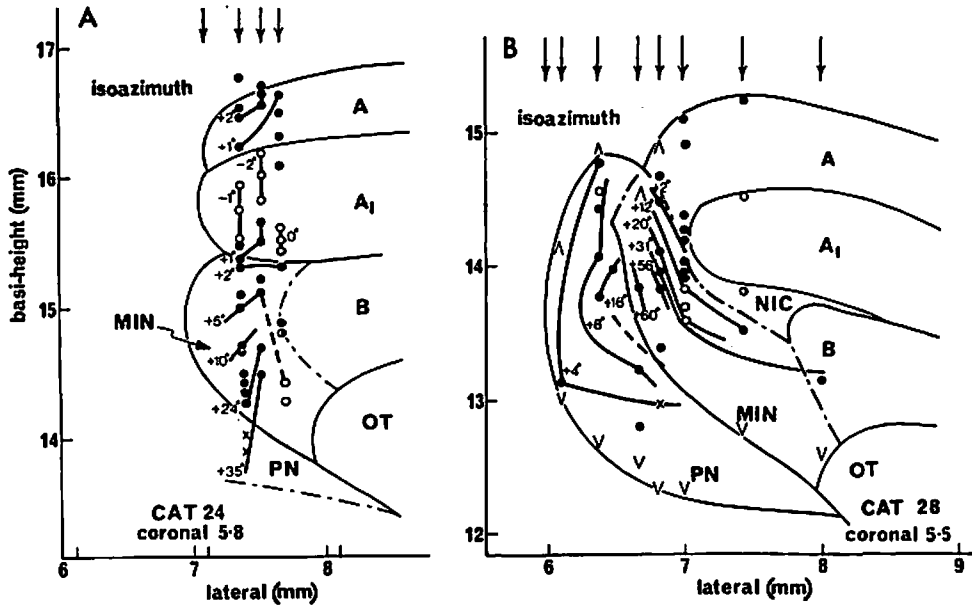 A
isoazimuth
17
16
15
14
basi-height (mm)
+2°
+1°
-2°
-1°
0°
+1°
+2°
+5°
+10°
+24°
+35°
A
A₁
B
MIN
OT
PN
CAT 24
coronal 5·8
6
7
8
lateral (mm)
B
isoazimuth
15
14
13
12
+2°
+12°
+20°
+31°
+56°
+60°
+16°
+8°
+4°
A
A₁
NIC
B
MIN
PN
OT
CAT 28
coronal 5·5
6
7
8
9
lateral (mm)